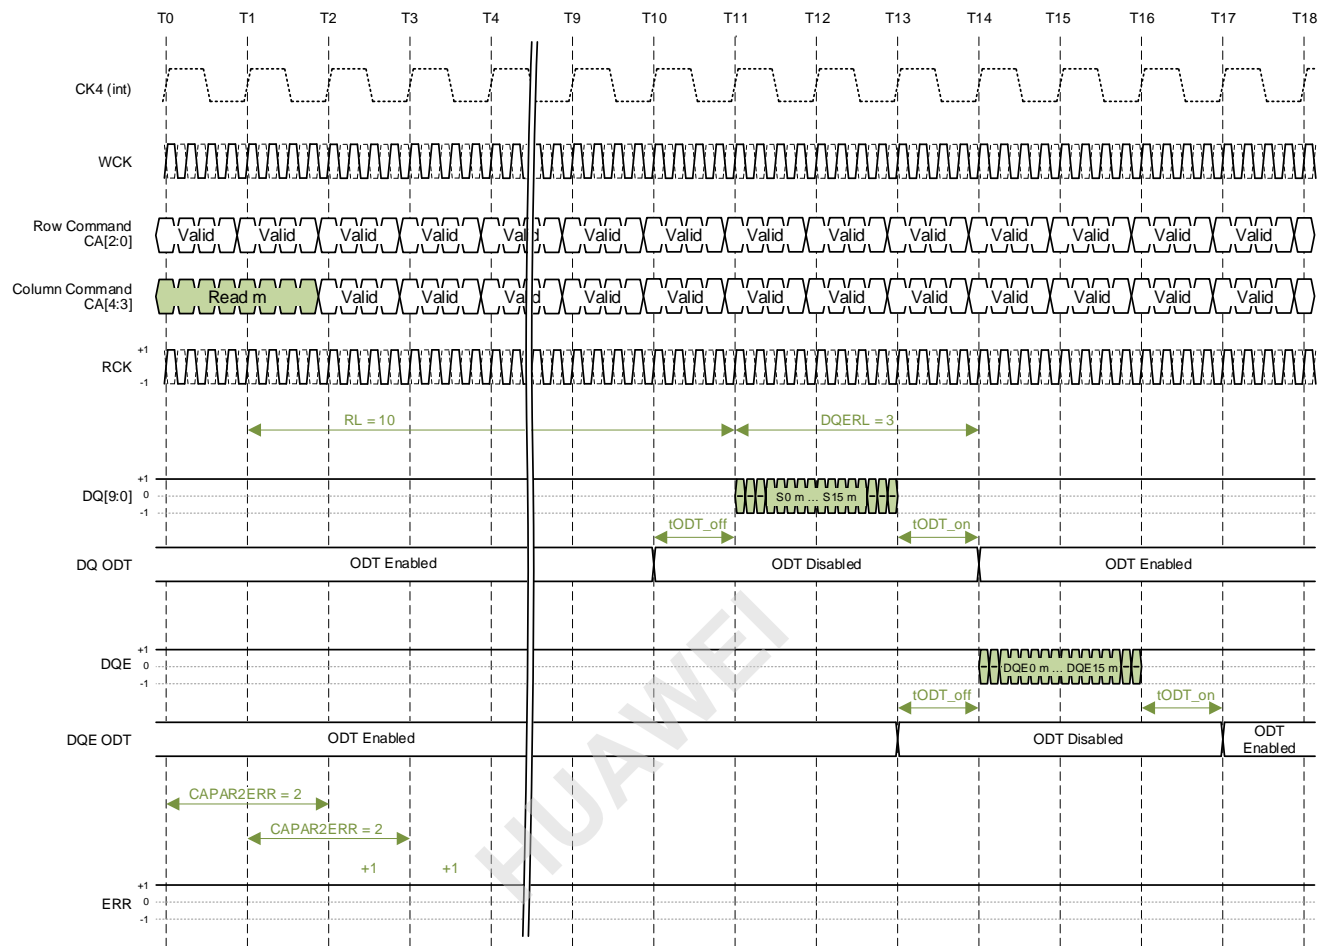 T0 T1 T2 T3 T4 T9 T10 T11 T12 T13 T14 T15 T16 T17 T18
CK4 (int)
WCK
Row Command
CA[2:0]
Valid Valid Valid Valid Valid Valid Valid Valid Valid Valid Valid Valid Valid Valid
Column Command
CA[4:3]
Read m Valid Valid Valid Valid Valid Valid Valid Valid Valid Valid Valid Valid
RCK
+1
-1
RL = 10
DQERL = 3
DQ[9:0]
+1
0
-1
S0 m ... S15 m
tODT_off
tODT_on
DQ ODT
ODT Enabled
ODT Disabled
ODT Enabled
DQE
+1
0
-1
DQE0 m ... DQE15 m
tODT_off
tODT_on
DQE ODT
ODT Enabled
ODT Disabled
ODT
Enabled
CAPAR2ERR = 2
CAPAR2ERR = 2
+1 +1
ERR
+1
0
-1
HUAWEI